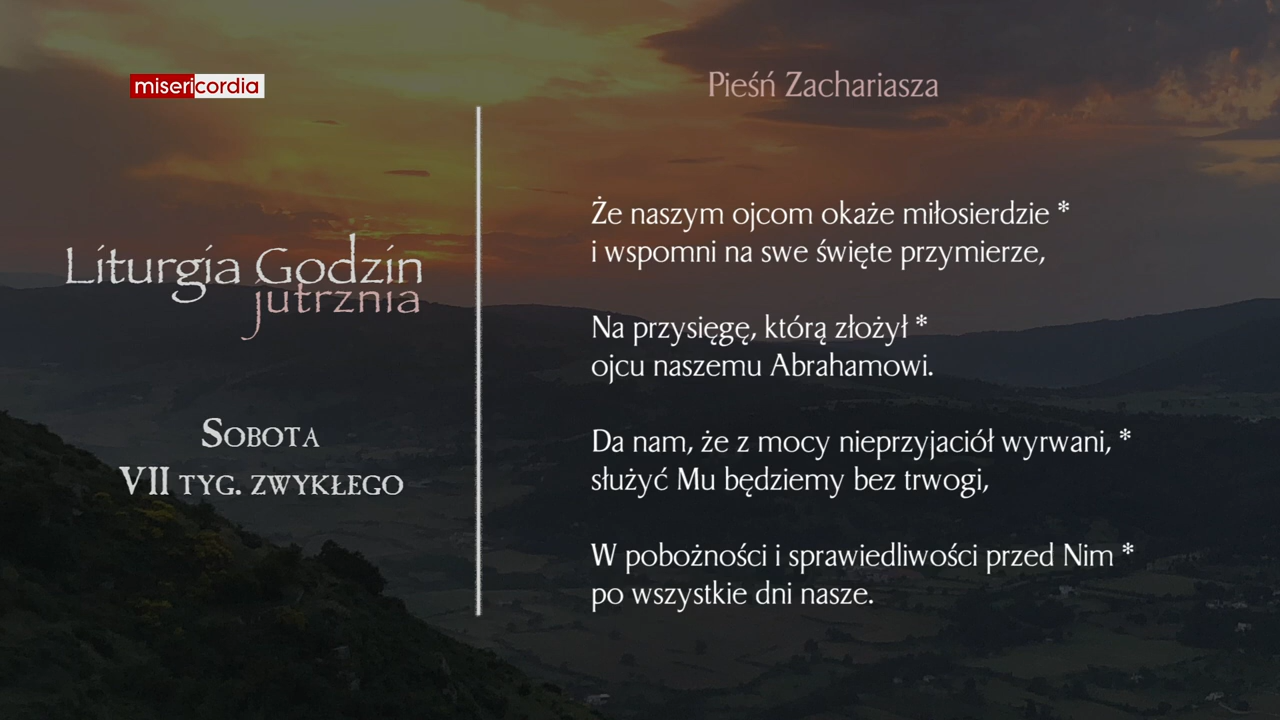 misericordia
Liturgia Godzin
jutrznia
Sobota
VII tyg. zwykłego
Pieśń Zachariasza
Że naszym ojcom okaże miłosierdzie *
i wspomni na swe święte przymierze,
Na przysięgę, którą złożył *
ojcu naszemu Abrahamowi.
Da nam, że z mocy nieprzyjaciół wyrwani, *
służyć Mu będziemy bez trwogi,
W pobożności i sprawiedliwości przed Nim *
po wszystkie dni nasze.